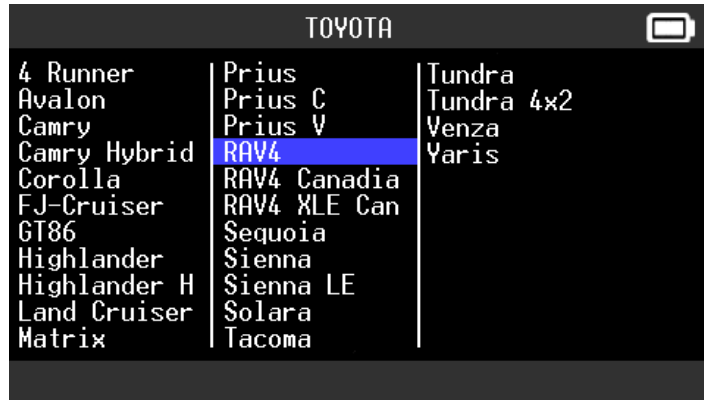 TOYOTA
4 Runner
Avalon
Camry
Camry Hybrid
Corolla
FJ-Cruiser
GT86
Highlander
Highlander H
Land Cruiser
Matrix
Prius
Prius C
Prius V
RAV4
RAV4 Canadia
RAV4 XLE Can
Sequoia
Sienna
Sienna LE
Solara
Tacoma
Tundra
Tundra 4x2
Venza
Yaris